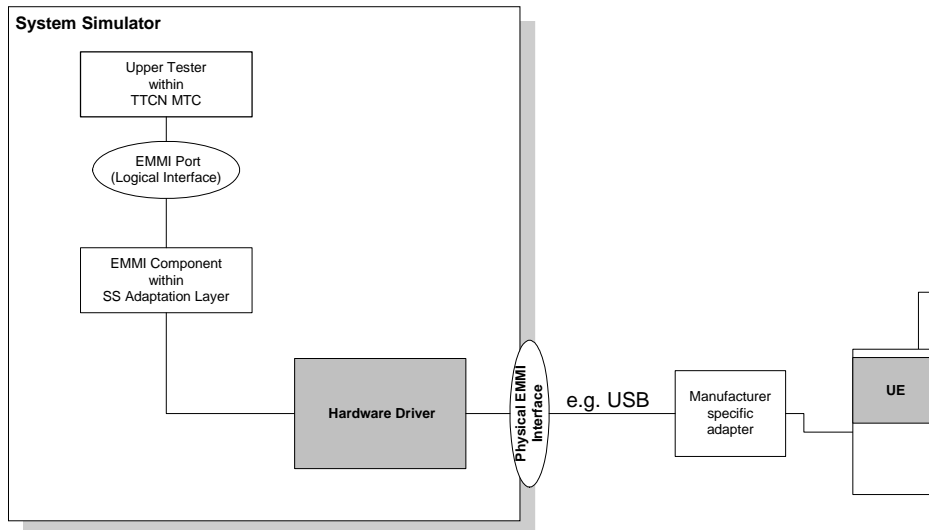 System Simulator
Upper Tester
within
TTCN MTC
EMMI Port
(Logical Interface)
EMMI Component
within
SS Adaptation Layer
Hardware Driver
Physical EMMI
Interface
e.g. USB
Manufacturer
specific
adapter
UE